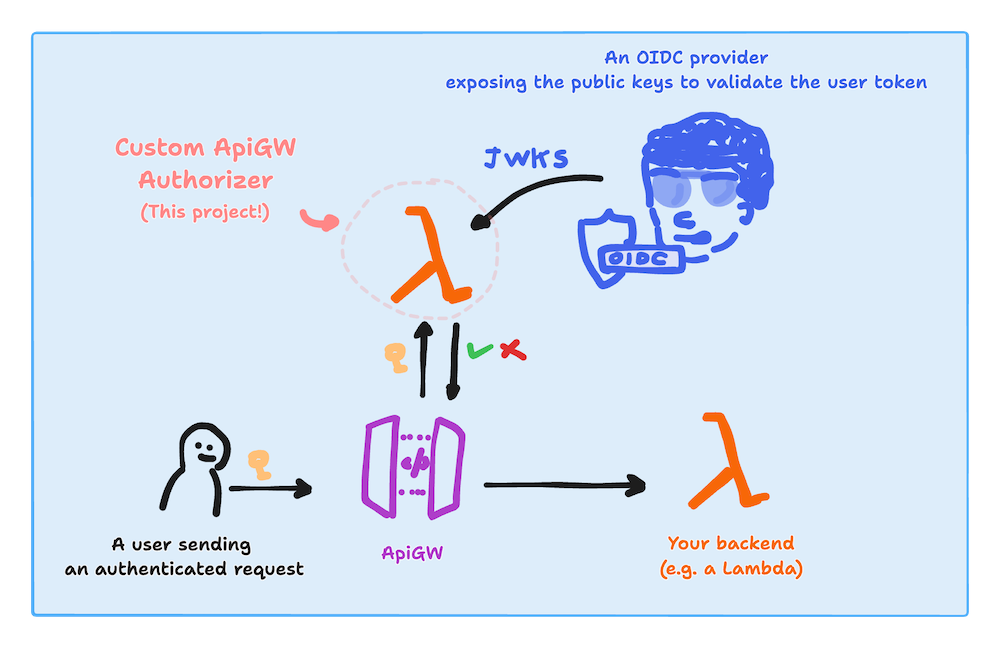 An OIDC provider
exposing the public keys to validate the user token
Custom ApiGW
Authorizer
(This project!)
JWKS
OIDC
</>
A user sending
an authenticated request
ApiGW
Your backend
(e.g. a Lambda)